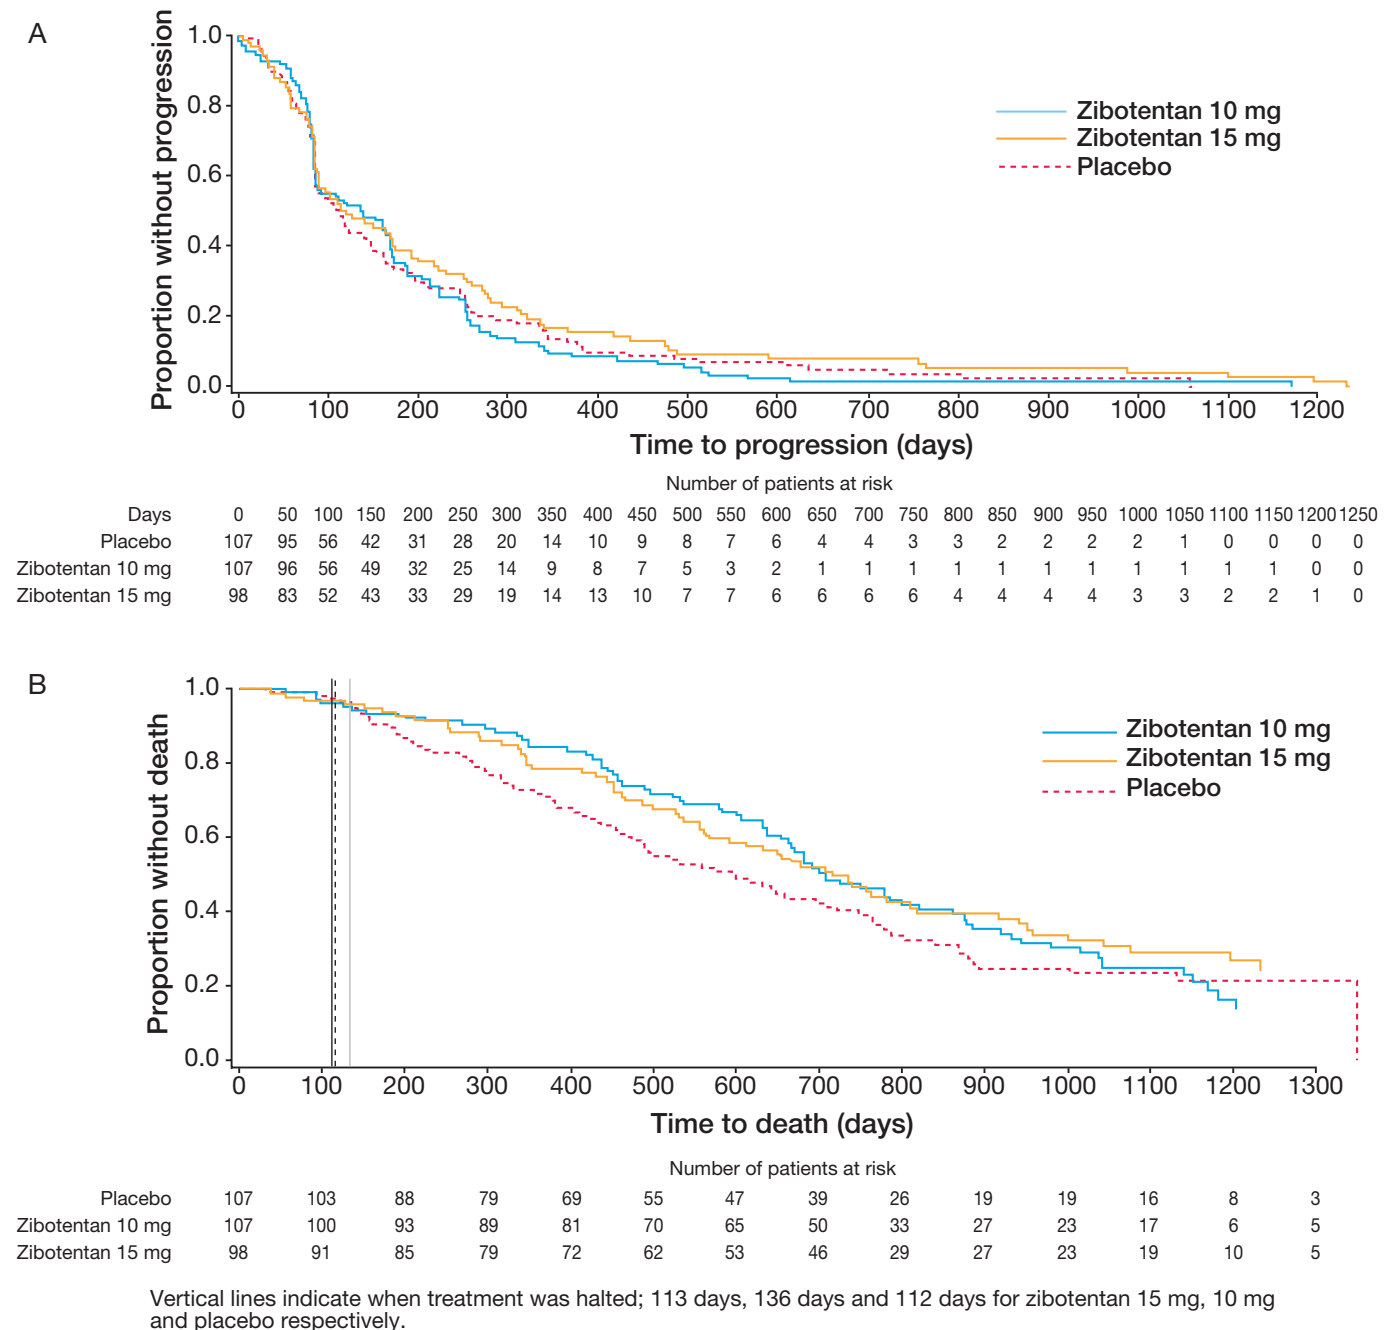 A
Proportion without progression
1.0
0.8
0.6
0.4
0.2
0.0
Zibotentan 10 mg
Zibotentan 15 mg
Placebo
0 100 200 300 400 500 600 700 800 900 1000 1100 1200
Time to progression (days)
Number of patients at risk
Days 0 50 100 150 200 250 300 350 400 450 500 550 600 650 700 750 800 850 900 950 1000 1050 1100 1150 1200 1250
Placebo 107 95 56 42 31 28 20 14 10 9 8 7 6 4 4 3 3 2 2 2 2 1 0 0 0 0
Zibotentan 10 mg 107 96 56 49 32 25 14 9 8 7 5 3 2 1 1 1 1 1 1 1 1 1 1 1 0 0
Zibotentan 15 mg 98 83 52 43 33 29 19 14 13 10 7 7 6 6 6 6 4 4 4 4 3 3 2 2 1 0
B
Proportion without death
1.0
0.8
0.6
0.4
0.2
0.0
Zibotentan 10 mg
Zibotentan 15 mg
Placebo
0 100 200 300 400 500 600 700 800 900 1000 1100 1200 1300
Time to death (days)
Number of patients at risk
Placebo 107 103 88 79 69 55 47 39 26 19 19 16 8 3
Zibotentan 10 mg 107 100 93 89 81 70 65 50 33 27 23 17 6 5
Zibotentan 15 mg 98 91 85 79 72 62 53 46 29 27 23 19 10 5
Vertical lines indicate when treatment was halted; 113 days, 136 days and 112 days for zibotentan 15 mg, 10 mg
and placebo respectively.